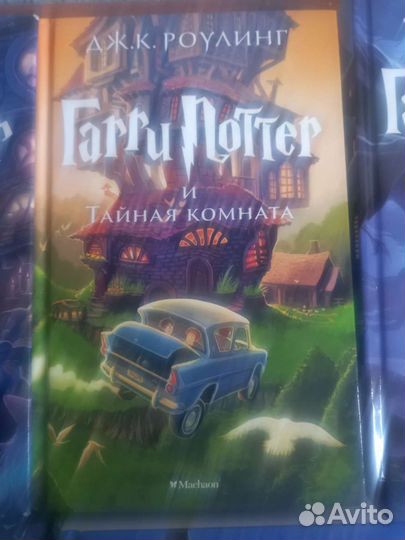 ДЖ.К. РОУЛИНГ
Гарри Поттер
и
Тайная комната
Machaon
Avito